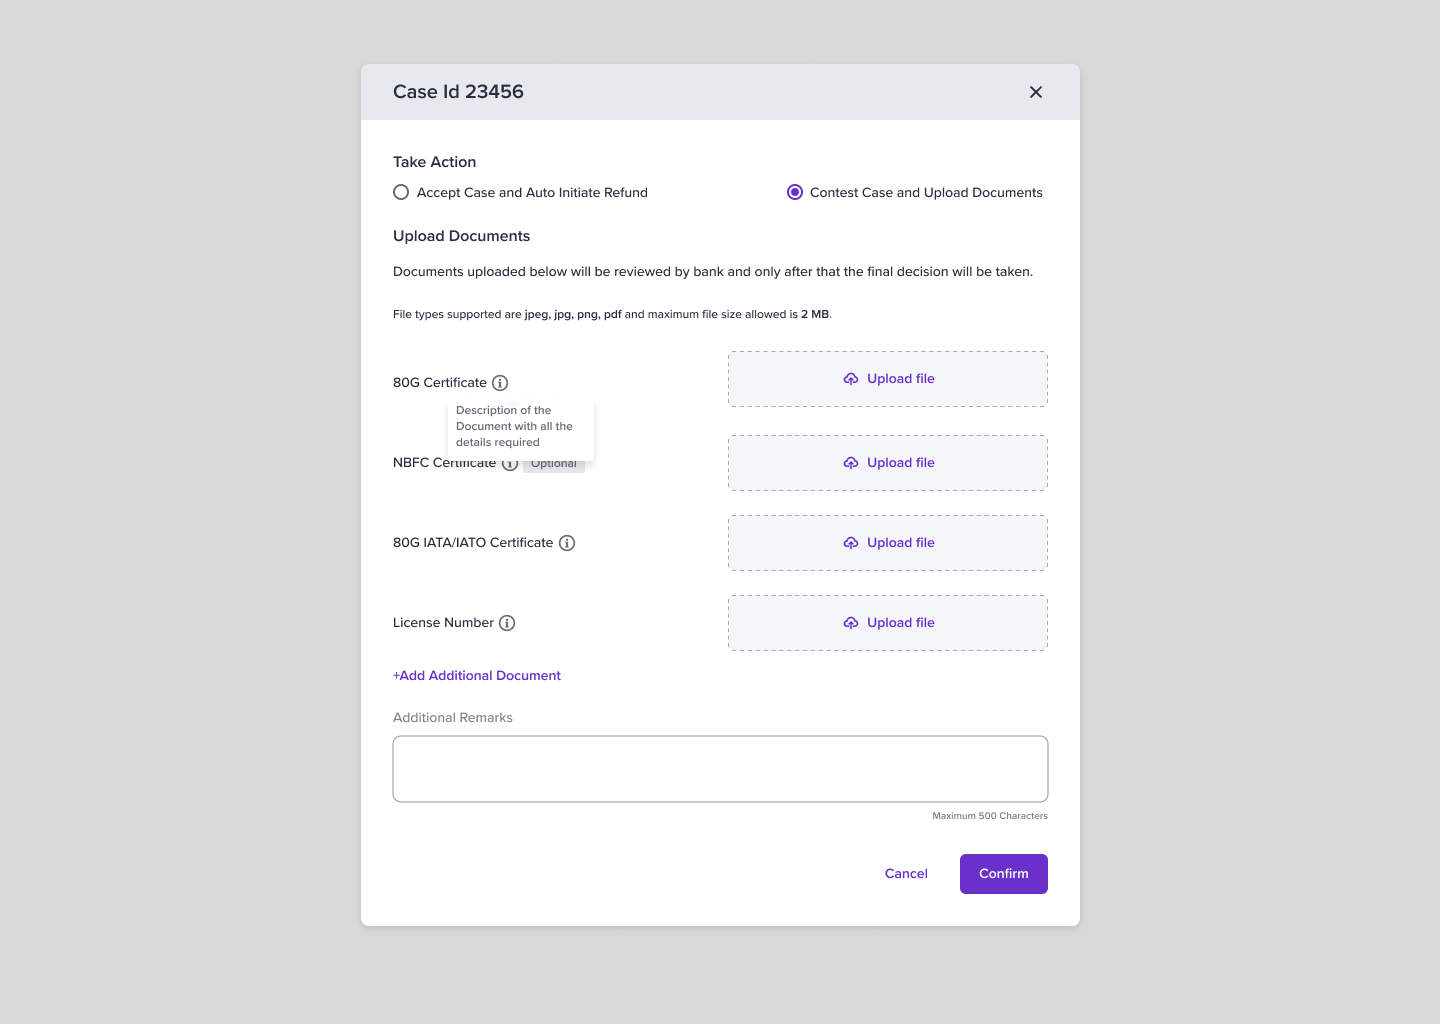 Case Id 23456
Take Action
Accept Case and Auto Initiate Refund
Contest Case and Upload Documents
Upload Documents
Documents uploaded below will be reviewed by bank and only after that the final decision will be taken.
File types supported are jpeg, jpg, png, pdf and maximum file size allowed is 2 MB.
80G Certificate
Upload file
Description of the
Document with all the
details required
NBFC Certificate
Optional
Upload file
80G IATA/IATO Certificate
Upload file
License Number
Upload file
+Add Additional Document
Additional Remarks
Maximum 500 Characters
Cancel
Confirm